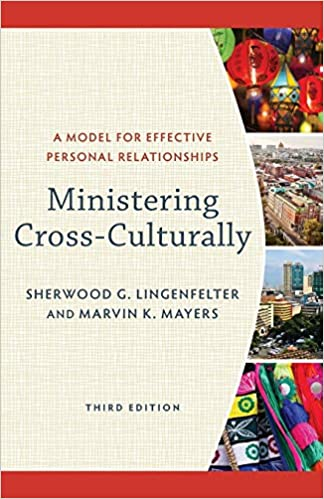 A MODEL FOR EFFECTIVE
PERSONAL RELATIONSHIPS
Ministering
Cross-Culturally
SHERWOOD G. LINGENFELTER
AND MARVIN K. MAYERS
THIRD EDITION